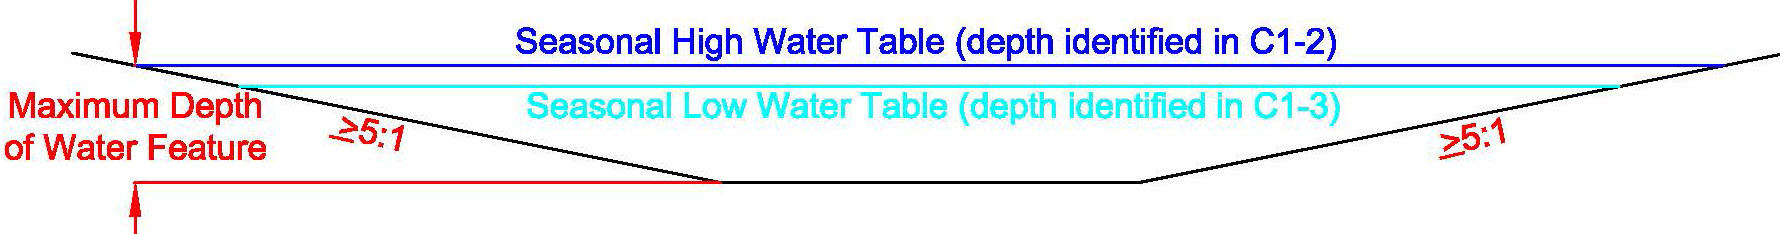 Seasonal High Water Table (depth identified in C1-2)
Seasonal Low Water Table (depth identified in C1-3)
Maximum Depth
of Water Feature
≥5:1
≥5:1